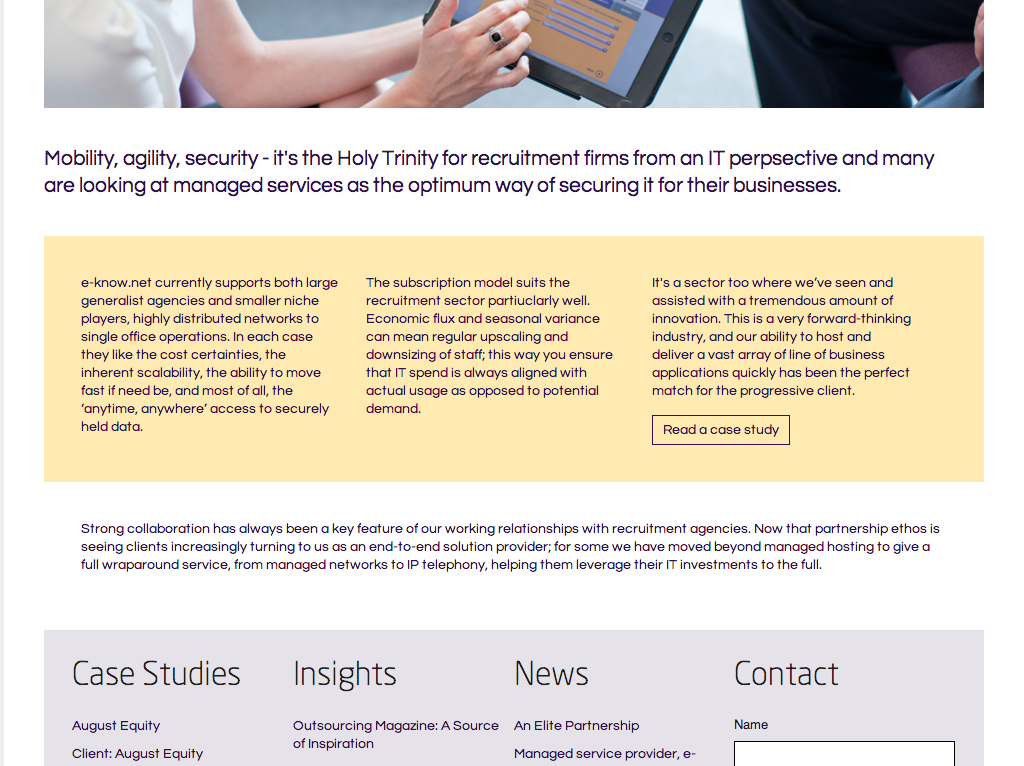 Mobility, agility, security - it's the Holy Trinity for recruitment firms from an IT perpsective and many
are looking at managed services as the optimum way of securing it for their businesses.
e-know.net currently supports both large
generalist agencies and smaller niche
players, highly distributed networks to
single office operations. In each case
they like the cost certainties, the
inherent scalability, the ability to move
fast if need be, and most of all, the
‘anytime, anywhere’ access to securely
held data.
The subscription model suits the
recruitment sector partiuclarly well.
Economic flux and seasonal variance
can mean regular upscaling and
downsizing of staff; this way you ensure
that IT spend is always aligned with
actual usage as opposed to potential
demand.
It's a sector too where we’ve seen and
assisted with a tremendous amount of
innovation. This is a very forward-thinking
industry, and our ability to host and
deliver a vast array of line of business
applications quickly has been the perfect
match for the progressive client.
Read a case study
Strong collaboration has always been a key feature of our working relationships with recruitment agencies. Now that partnership ethos is
seeing clients increasingly turning to us as an end-to-end solution provider; for some we have moved beyond managed hosting to give a
full wraparound service, from managed networks to IP telephony, helping them leverage their IT investments to the full.
Case Studies
August Equity
Client: August Equity
Insights
Outsourcing Magazine: A Source
of Inspiration
News
An Elite Partnership
Managed service provider, e-
Contact
Name